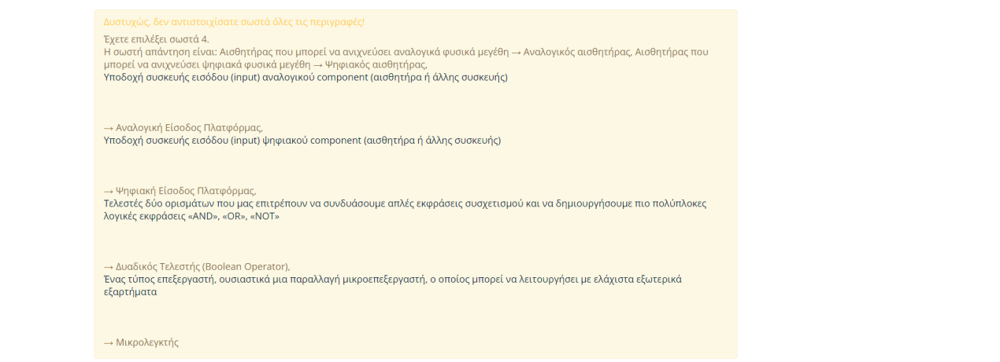 Δυστυχώς, δεν αντιστοιχίσατε σωστά όλες τις περιγραφές!
Έχετε επιλέξει σωστά 4.
Η σωστή απάντηση είναι: Αισθητήρας που μπορεί να ανιχνεύσει αναλογικά φυσικά μεγέθη → Αναλογικός αισθητήρας, Αισθητήρας που
μπορεί να ανιχνεύσει ψηφιακά φυσικά μεγέθη → Ψηφιακός αισθητήρας,
Υποδοχή συσκευής εισόδου (input) αναλογικού component (αισθητήρα ή άλλης συσκευής)
→ Αναλογική Είσοδος Πλατφόρμας,
Υποδοχή συσκευής εισόδου (input) ψηφιακού component (αισθητήρα ή άλλης συσκευής)
→ Ψηφιακή Είσοδος Πλατφόρμας,
Τελεστές δύο ορισμάτων που μας επιτρέπουν να συνδυάσουμε απλές εκφράσεις συσχετισμού και να δημιουργήσουμε πιο πολύπλοκες
λογικές εκφράσεις «AND», «OR», «NOT»
→ Δυαδικός Τελεστής (Boolean Operator),
Ένας τύπος επεξεργαστή, ουσιαστικά μια παραλλαγή μικροεπεξεργαστή, ο οποίος μπορεί να λειτουργήσει με ελάχιστα εξωτερικά
εξαρτήματα
→ Μικρολεγκτής